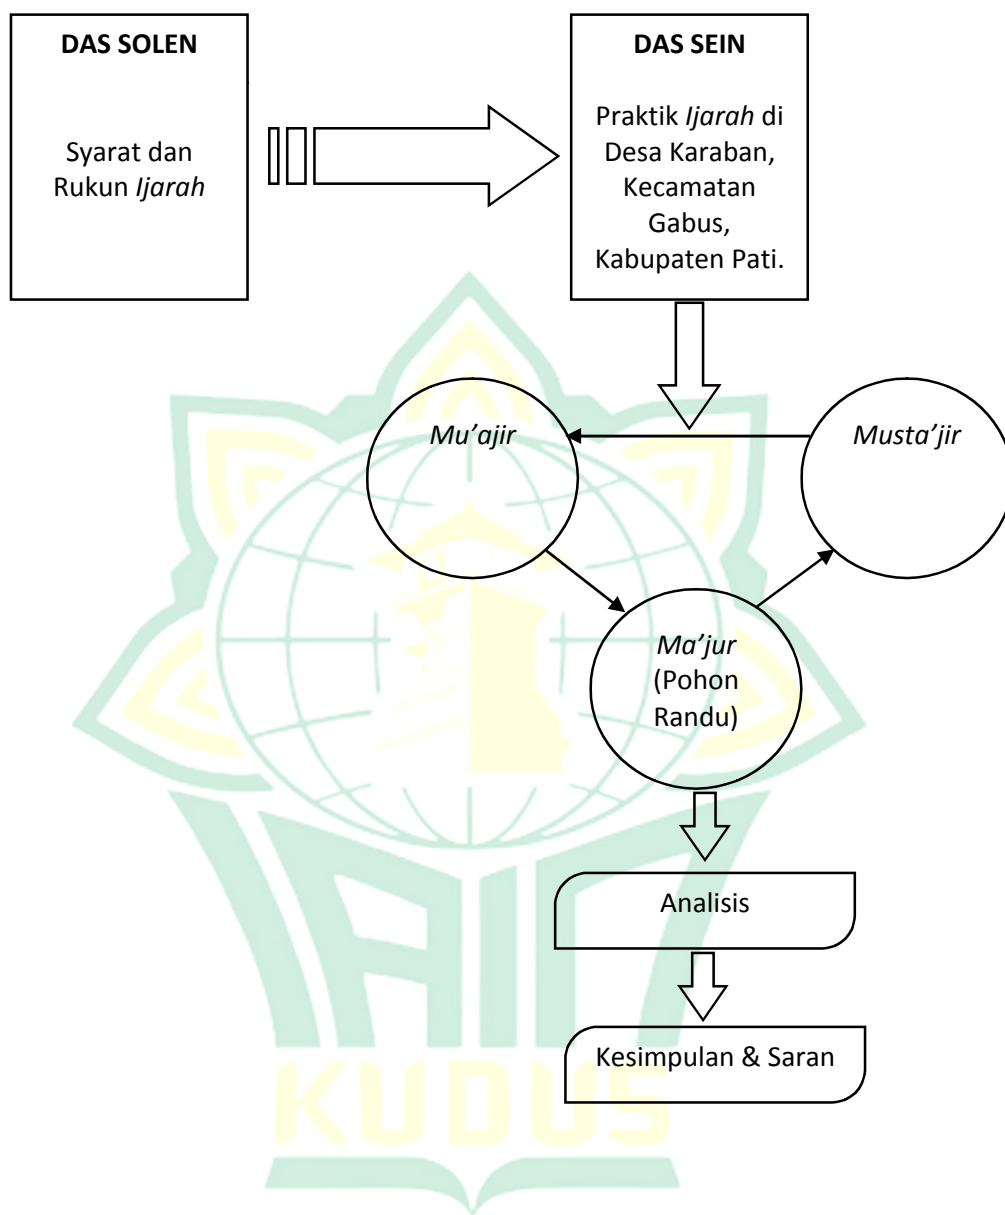 DAS SOLEN
Syarat dan
Rukun Ijarah
DAS SEIN
Praktik Ijarah di
Desa Karaban,
Kecamatan
Gabus,
Kabupaten Pati.
Mu’ajir
Musta’jir
Ma’jur
(Pohon
Randu)
Analisis
Kesimpulan & Saran
IAIN
KUDUS